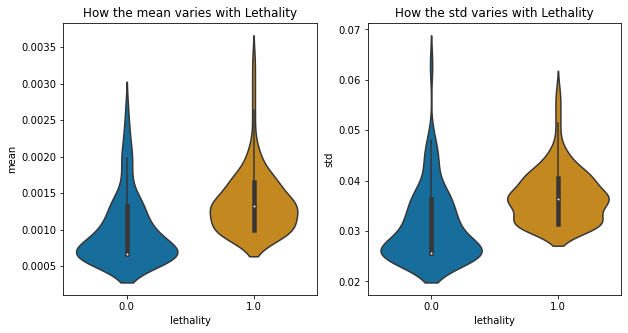 How the mean varies with Lethality
mean
0.0035
0.0030
0.0025
0.0020
0.0015
0.0010
0.0005
0.0
1.0
lethality
How the std varies with Lethality
std
0.07
0.06
0.05
0.04
0.03
0.02
0.0
1.0
lethality